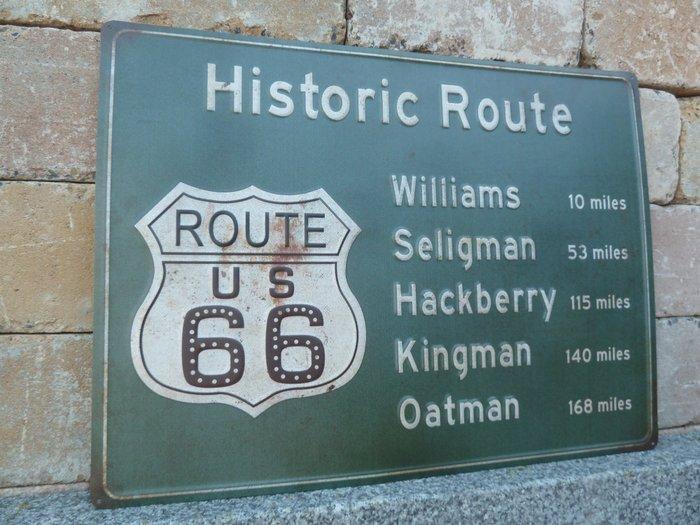 Historic Route
ROUTE
US
66
Williams 10 miles
Seligman 53 miles
Hackberry 115 miles
Kingman 140 miles
Oatman 168 miles